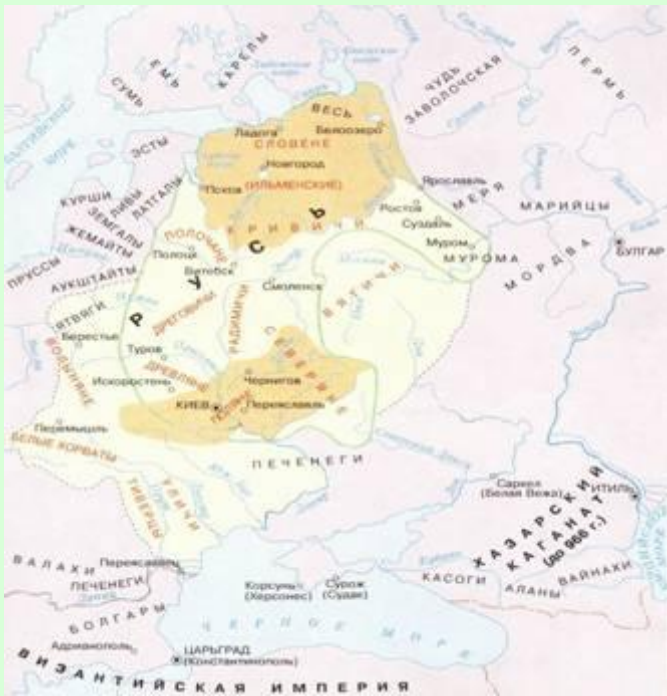 КАРЕЛЫ
ЕМЬ
СУМЬ
ЧУДЬ
ЗАВОЛОЧСКАЯ
ПЕРМЬ
ВЕСЬ
Ладога
Белоозеро
СЛОВЕНЕ
ЭСТЫ
Новгород
Псков
(ИЛЬМЕНСКИЕ)
Ярославль
МЕРЯ
КУРШИ
ЛИВЫ
ЛАТГАЛЫ
ЗЕМГАЛЫ
ЖЕМАЙТЫ
ПРУССЫ
АУКШТАЙТЫ
КРИВИЧИ
Ростов
Суздаль
МАРИЙЦЫ
Муром
МУРОМА
МОРДВА
БУЛГАР
ПОЛОЧАНЕ
Полоцк
Витебск
РУСЬ
Смоленск
ВЯТИЧИ
ЯТВЯГИ
ДРЕГОВИЧИ
РАДИМИЧИ
Берестье
Туров
СЕВЕРЯНЕ
ВОЛЫНЯНЕ
ДРЕВЛЯНЕ
Чернигов
Искоростень
КИЕВ
ПОЛЯНЕ
Переяславль
Перемышль
БЕЛЫЕ ХОРВАТЫ
ПЕЧЕНЕГИ
ТИВЕРЦЫ
УЛИЧИ
Саркел
(Белая Вежа)
ИТИЛЬ
ХАЗАРСКИЙ
КАГАНАТ
(до 965 г.)
ВАЛАХИ
Переяславец
ПЕЧЕНЕГИ
Корсунь
(Херсонес)
Сурож
(Судак)
КАСОГИ
АЛАНЫ
ВАЙНАХИ
БОЛГАРЫ
ЧЕРНОЕ МОРЕ
Адрианополь
ЦАРЬГРАД
(Константинополь)
ВИЗАНТИЙСКАЯ ИМПЕРИЯ